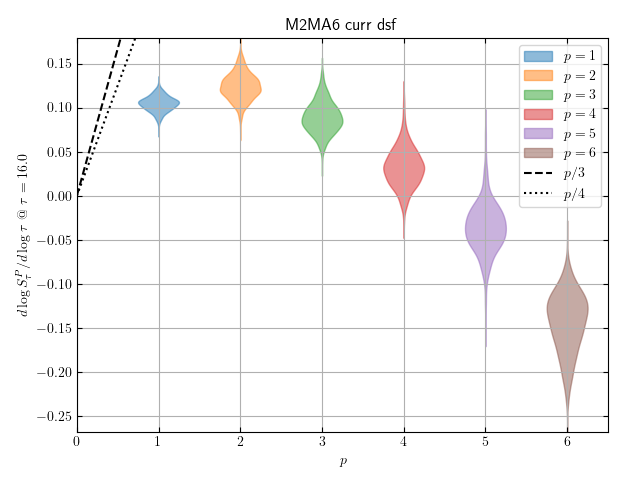 M2MA6 curr dsf
d log S_τ^P / d log τ @ τ = 16.0
0.15
0.10
0.05
0.00
−0.05
−0.10
−0.15
−0.20
−0.25
0 1 2 3 4 5 6
p
p = 1
p = 2
p = 3
p = 4
p = 5
p = 6
p/3
p/4